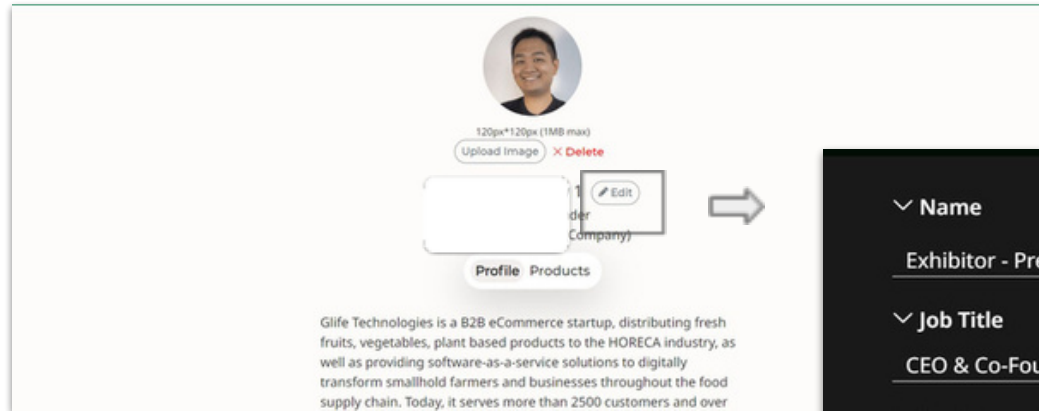 120px*120px (1MB max)
Upload Image × Delete
1 Edit
der
Company)
Profile Products
Glife Technologies is a B2B eCommerce startup, distributing fresh
fruits, vegetables, plant based products to the HORECA industry, as
well as providing software-as-a-service solutions to digitally
transform smallhold farmers and businesses throughout the food
supply chain. Today, it serves more than 2500 customers and over
Name
Exhibitor - Pre
Job Title
CEO & Co-Fou